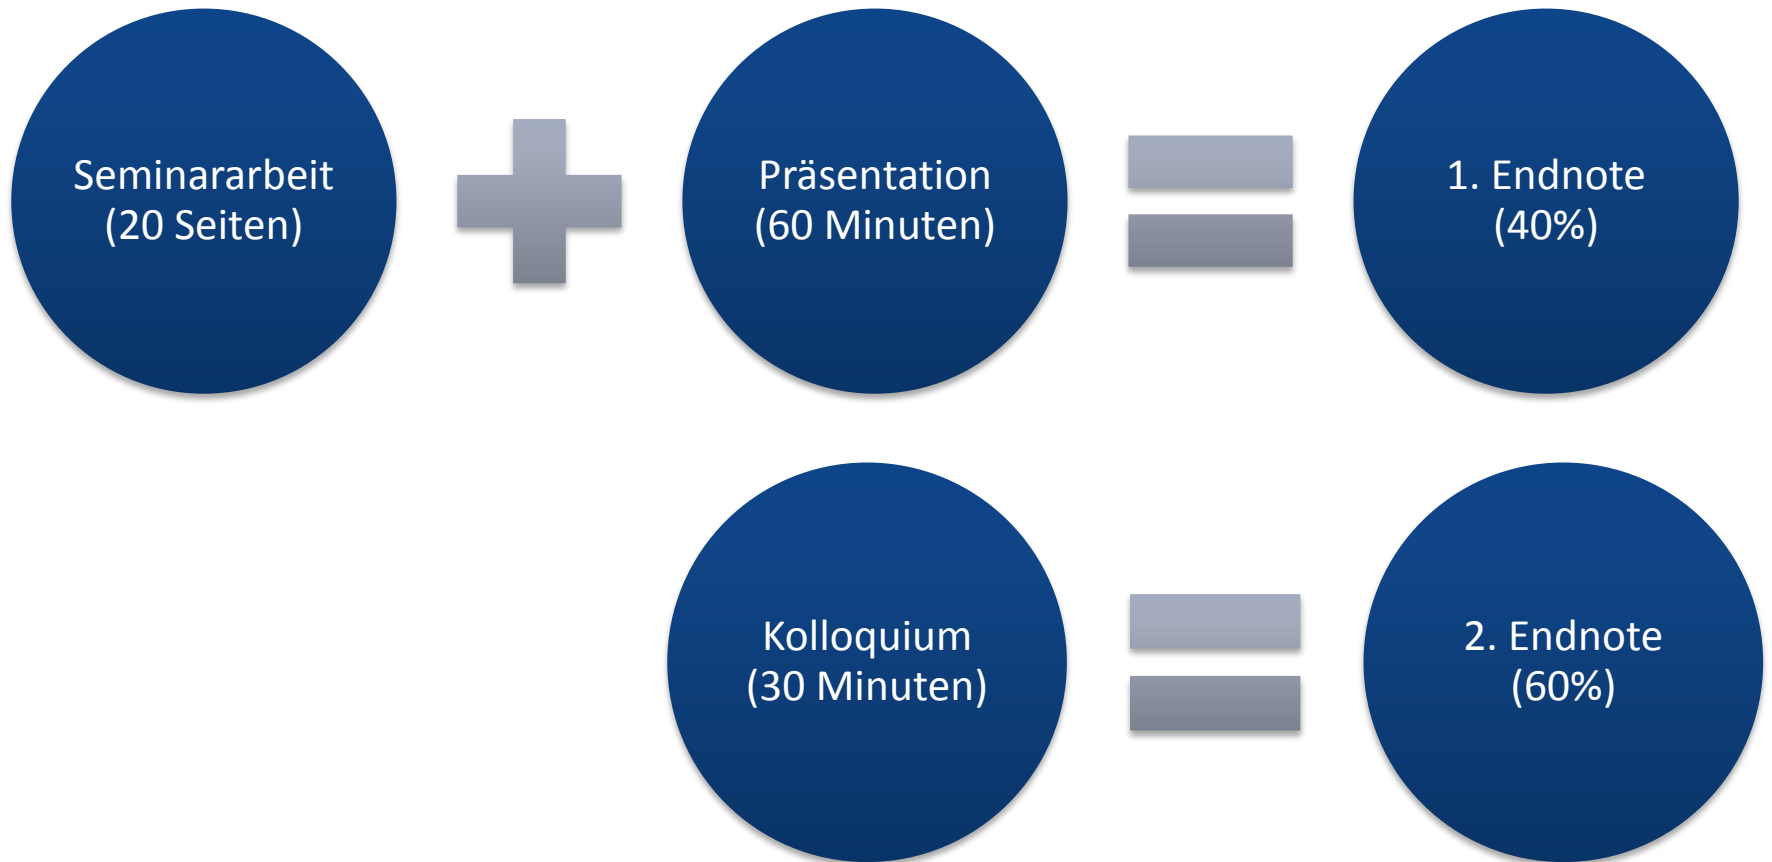 Seminararbeit
(20 Seiten)
Präsentation
(60 Minuten)
1. Endnote
(40%)
Kolloquium
(30 Minuten)
2. Endnote
(60%)